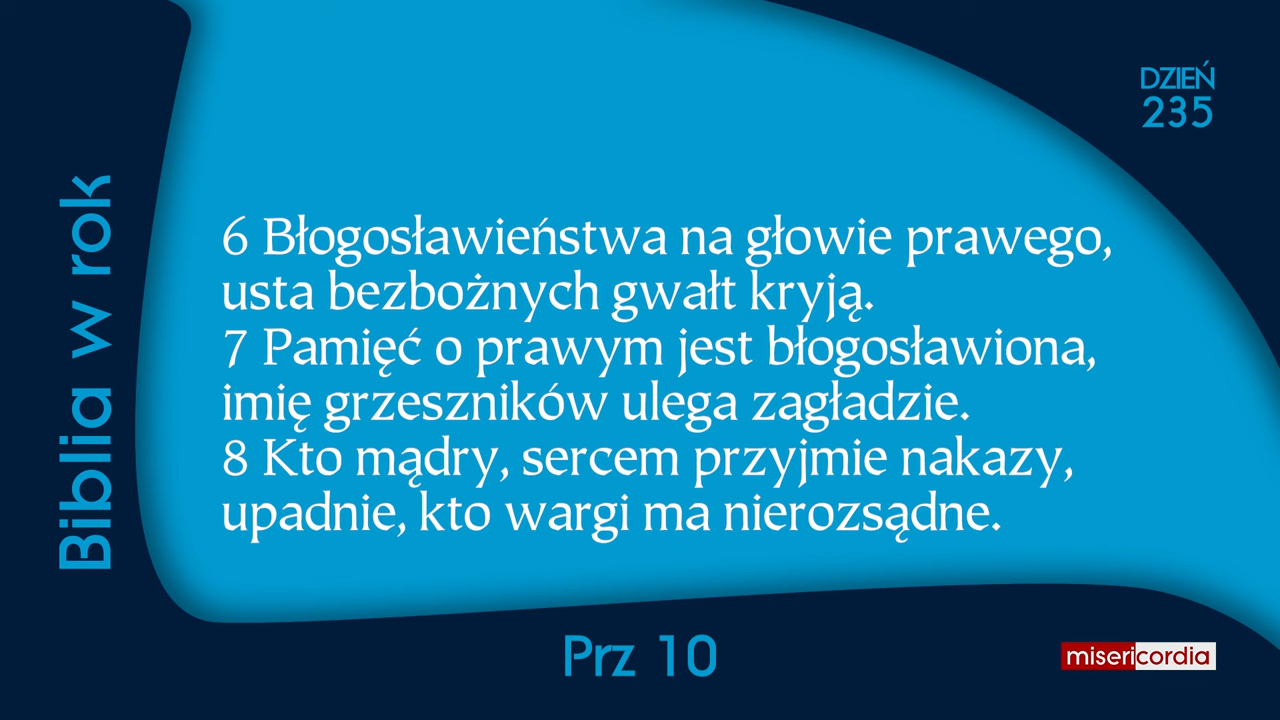 DZIEŃ
235
Biblia w rok
6 Błogosławieństwa na głowie prawego,
usta bezbożnych gwałt kryją.
7 Pamięć o prawym jest błogosławiona,
imię grzeszników ulega zagładzie.
8 Kto mądry, sercem przyjmie nakazy,
upadnie, kto wargi ma nierozsądne.
Prz 10
misericordia